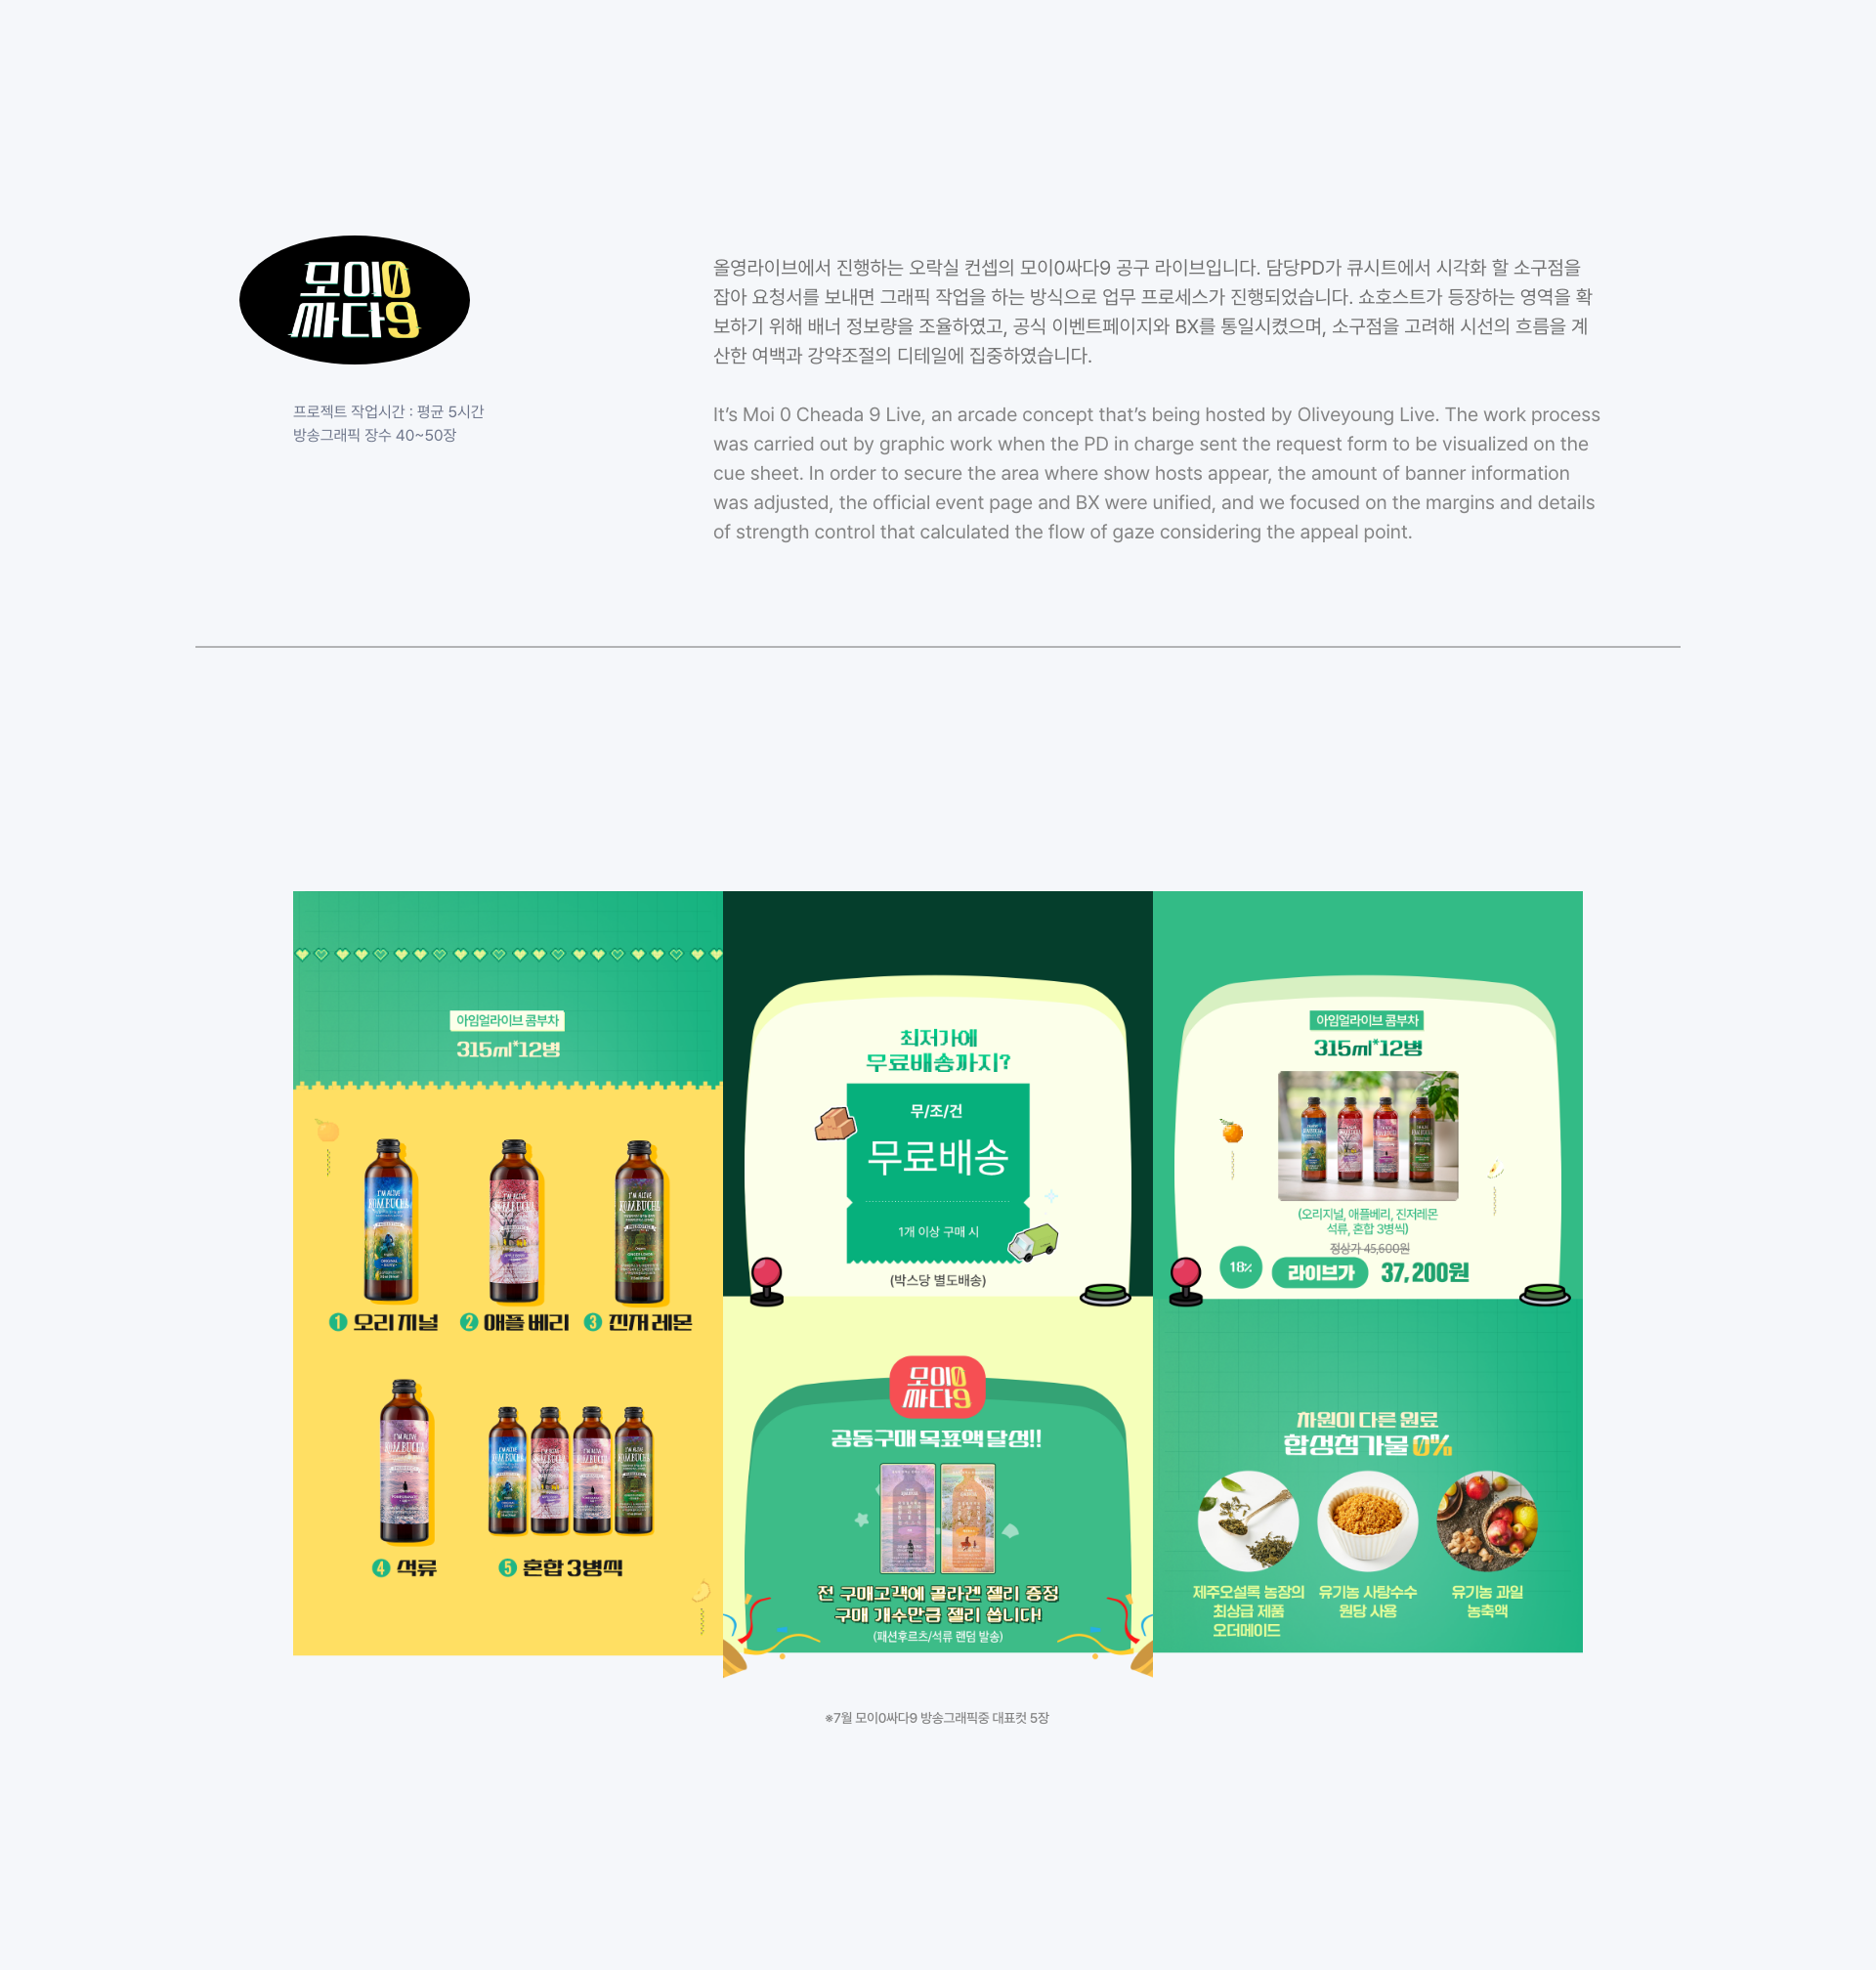 모이0
싸다9
프로젝트 작업시간 : 평균 5시간
방송그래픽 장수 40~50장
올영라이브에서 진행하는 오락실 컨셉의 모이0싸다9 공구 라이브입니다. 담당PD가 큐시트에서 시각화 할 소구점을
잡아 요청서를 보내면 그래픽 작업을 하는 방식으로 업무 프로세스가 진행되었습니다. 쇼호스트가 등장하는 영역을 확
보하기 위해 배너 정보량을 조율하였고, 공식 이벤트페이지와 BX를 통일시켰으며, 소구점을 고려해 시선의 흐름을 계
산한 여백과 강약조절의 디테일에 집중하였습니다.
It’s Moi 0 Cheada 9 Live, an arcade concept that’s being hosted by Oliveyoung Live. The work process
was carried out by graphic work when the PD in charge sent the request form to be visualized on the
cue sheet. In order to secure the area where show hosts appear, the amount of banner information
was adjusted, the official event page and BX were unified, and we focused on the margins and details
of strength control that calculated the flow of gaze considering the appeal point.
아임얼라이브 콤부차
315ml*12병
I'M ALIVE
KOMBUCHA
I'M ALIVE
KOMBUCHA
I'M ALIVE
KOMBUCHA
1 오리지널
2 애플 베리
3 진저 레몬
I'M ALIVE
KOMBUCHA
4 석류
5 혼합 3병씩
최저가에
무료배송까지?
무/조/건
무료배송
1개 이상 구매 시
(박스당 별도배송)
모이0
싸다9
공동구매 목표액 달성!!
전 구매고객에 콜라겐 젤리 증정
구매 개수만큼 젤리 쏩니다!
(패션후르츠/석류 랜덤 발송)
아임얼라이브 콤부차
315ml*12병
(오리지널, 애플베리, 진저레몬
석류, 혼합 3병씩)
정상가 45,600원
18%
라이브가
37,200원
차원이 다른 원료
합성첨가물 0%
제주오설록 농장의
최상급 제품
오더메이드
유기농 사탕수수
원당 사용
유기농 과일
농축액
※7월 모이0싸다9 방송그래픽중 대표컷 5장